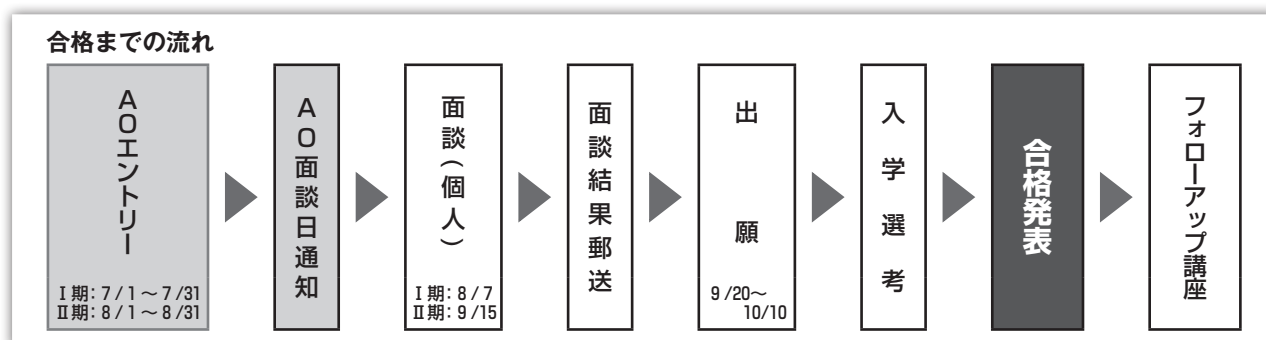 合格までの流れ
AOエントリー
Ⅰ期:7/1~7/31
Ⅱ期:8/1~8/31
AO面談日通知
面談(個人)
Ⅰ期:8/7
Ⅱ期:9/15
面談結果郵送
出願
9/20~
10/10
入学選考
合格発表
フォローアップ講座